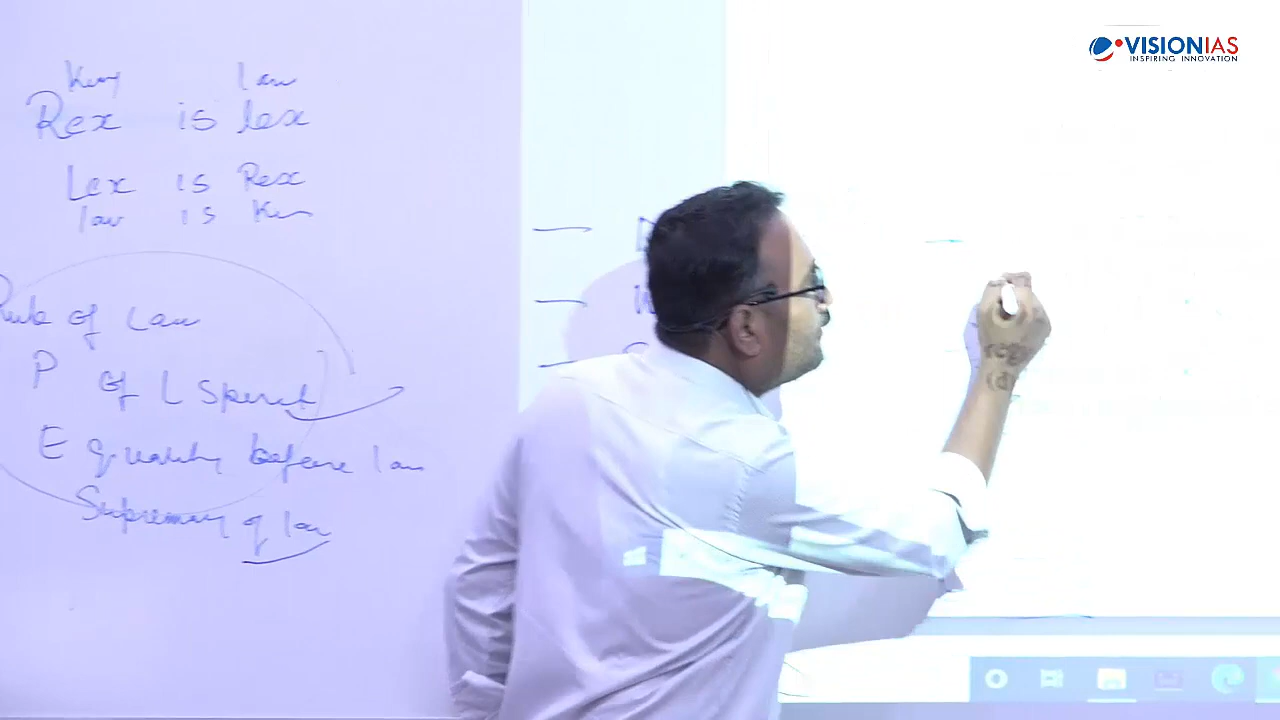 King law
Rex is lex
Lex is Rex
law is
Rule of Law
P of L Spirit
Equality before law
Supremacy of law
VISIONIAS
INSPIRING INNOVATION